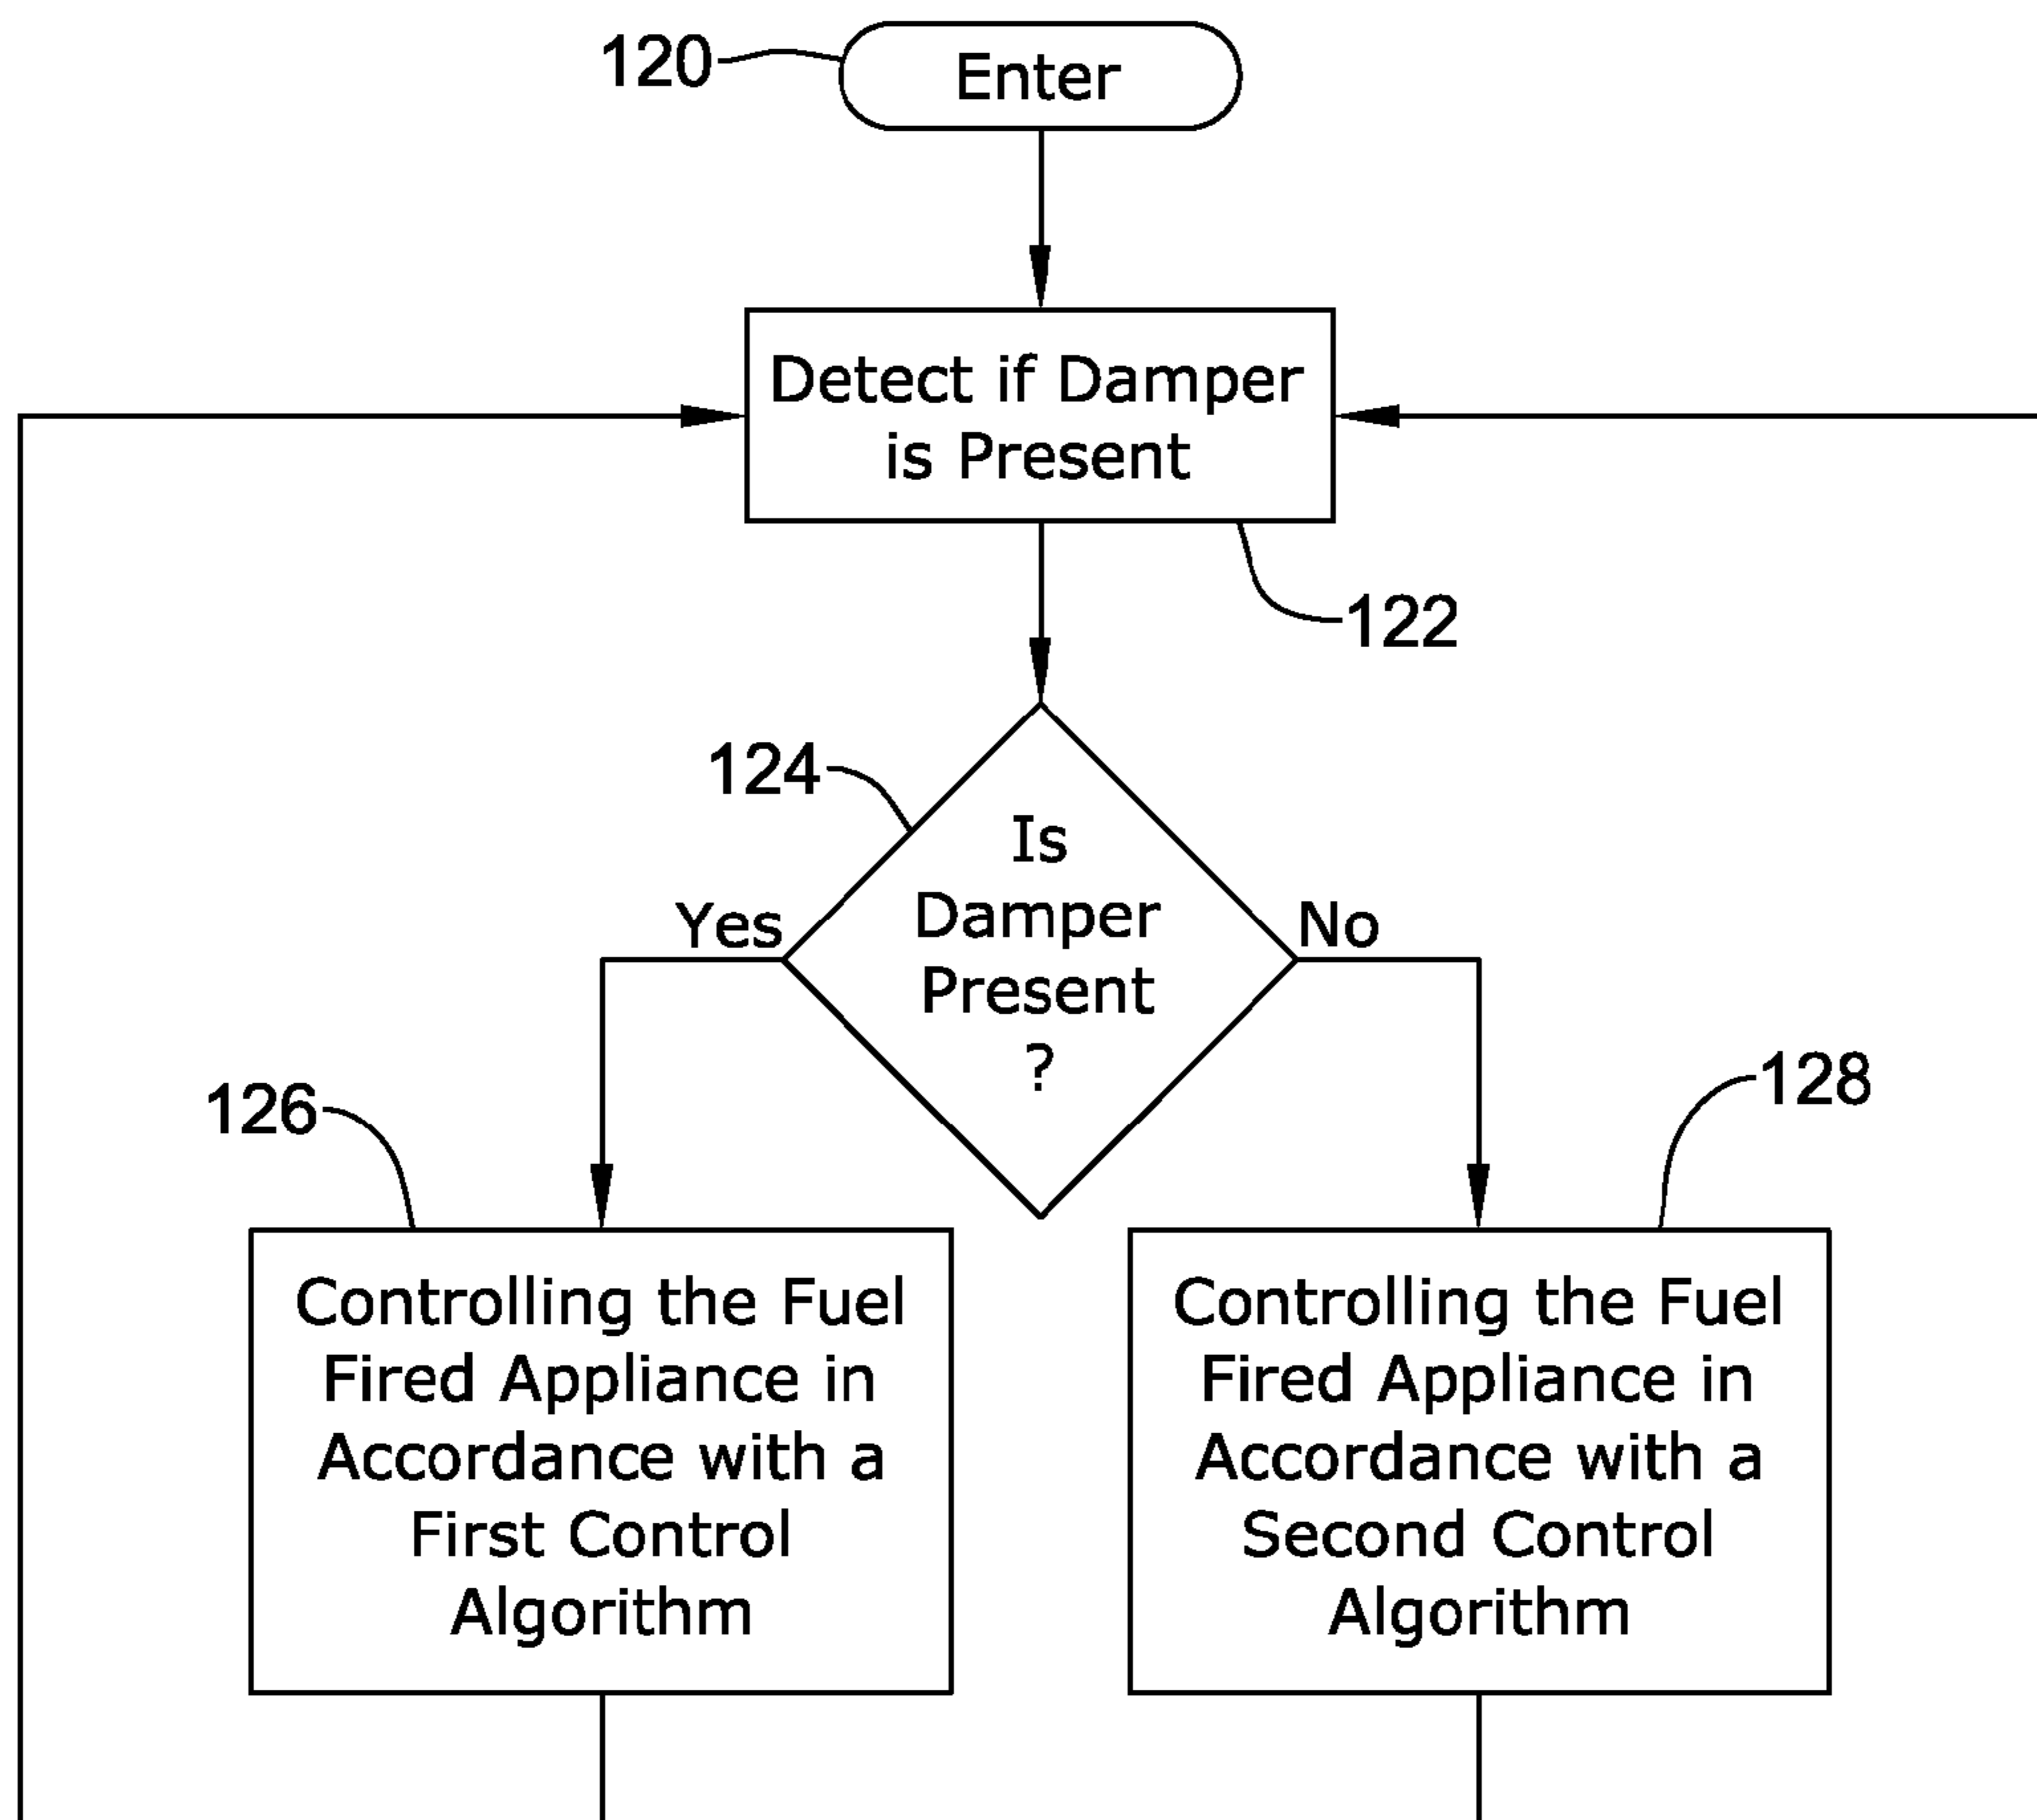 120
Enter
Detect if Damper
is Present
122
124
Is
Damper
Present
?
Yes
No
126
128
Controlling the Fuel
Fired Appliance in
Accordance with a
First Control
Algorithm
Controlling the Fuel
Fired Appliance in
Accordance with a
Second Control
Algorithm